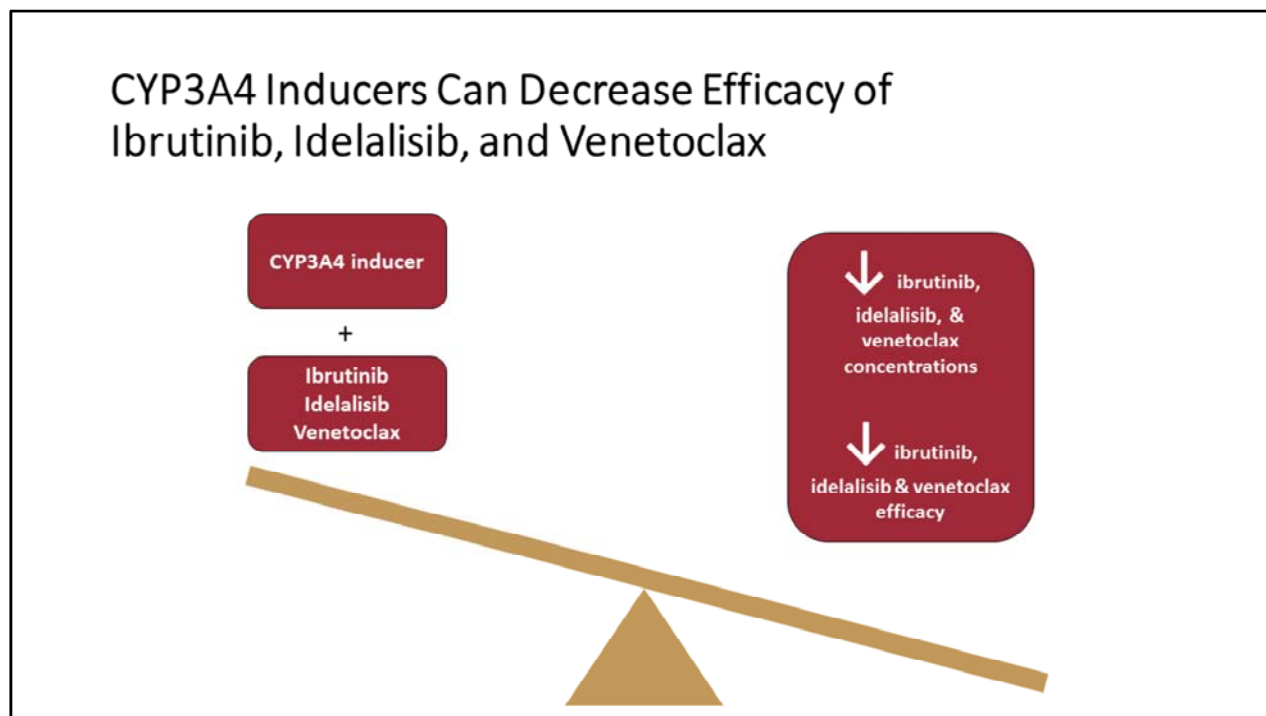 CYP3A4 Inducers Can Decrease Efficacy of
Ibrutinib, Idelalisib, and Venetoclax
CYP3A4 inducer
+
Ibrutinib
Idelalisib
Venetoclax
↓ ibrutinib,
idelalisib, &
venetoclax
concentrations
↓ ibrutinib,
idelalisib & venetoclax
efficacy